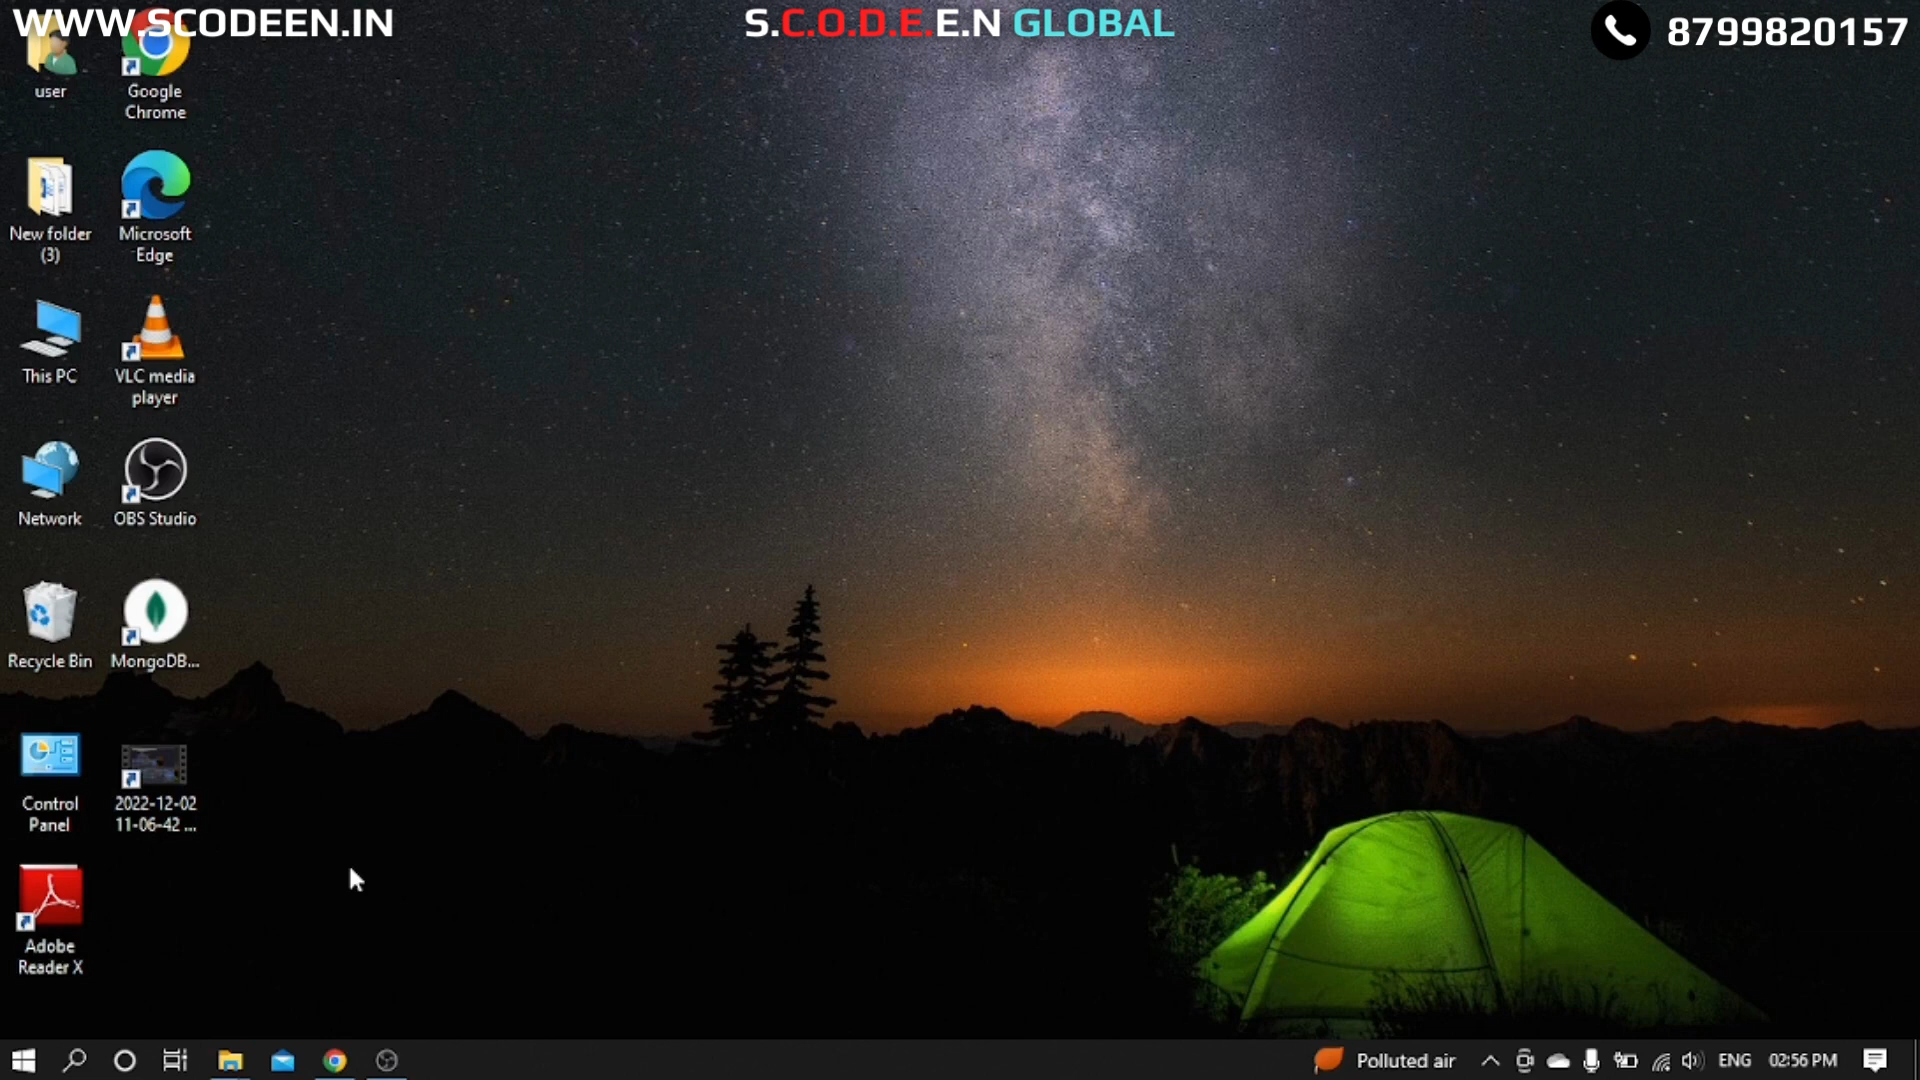 WWW.SCODEEN.IN
S.C.O.D.E.E.N GLOBAL
8799820157
user
Google
Chrome
New folder
(3)
Microsoft
Edge
This PC
VLC media
player
Network
OBS Studio
Recycle Bin
MongoDB...
Control
Panel
2022-12-02
11-06-42 ...
Adobe
Reader X
Polluted air
ENG
02:56 PM